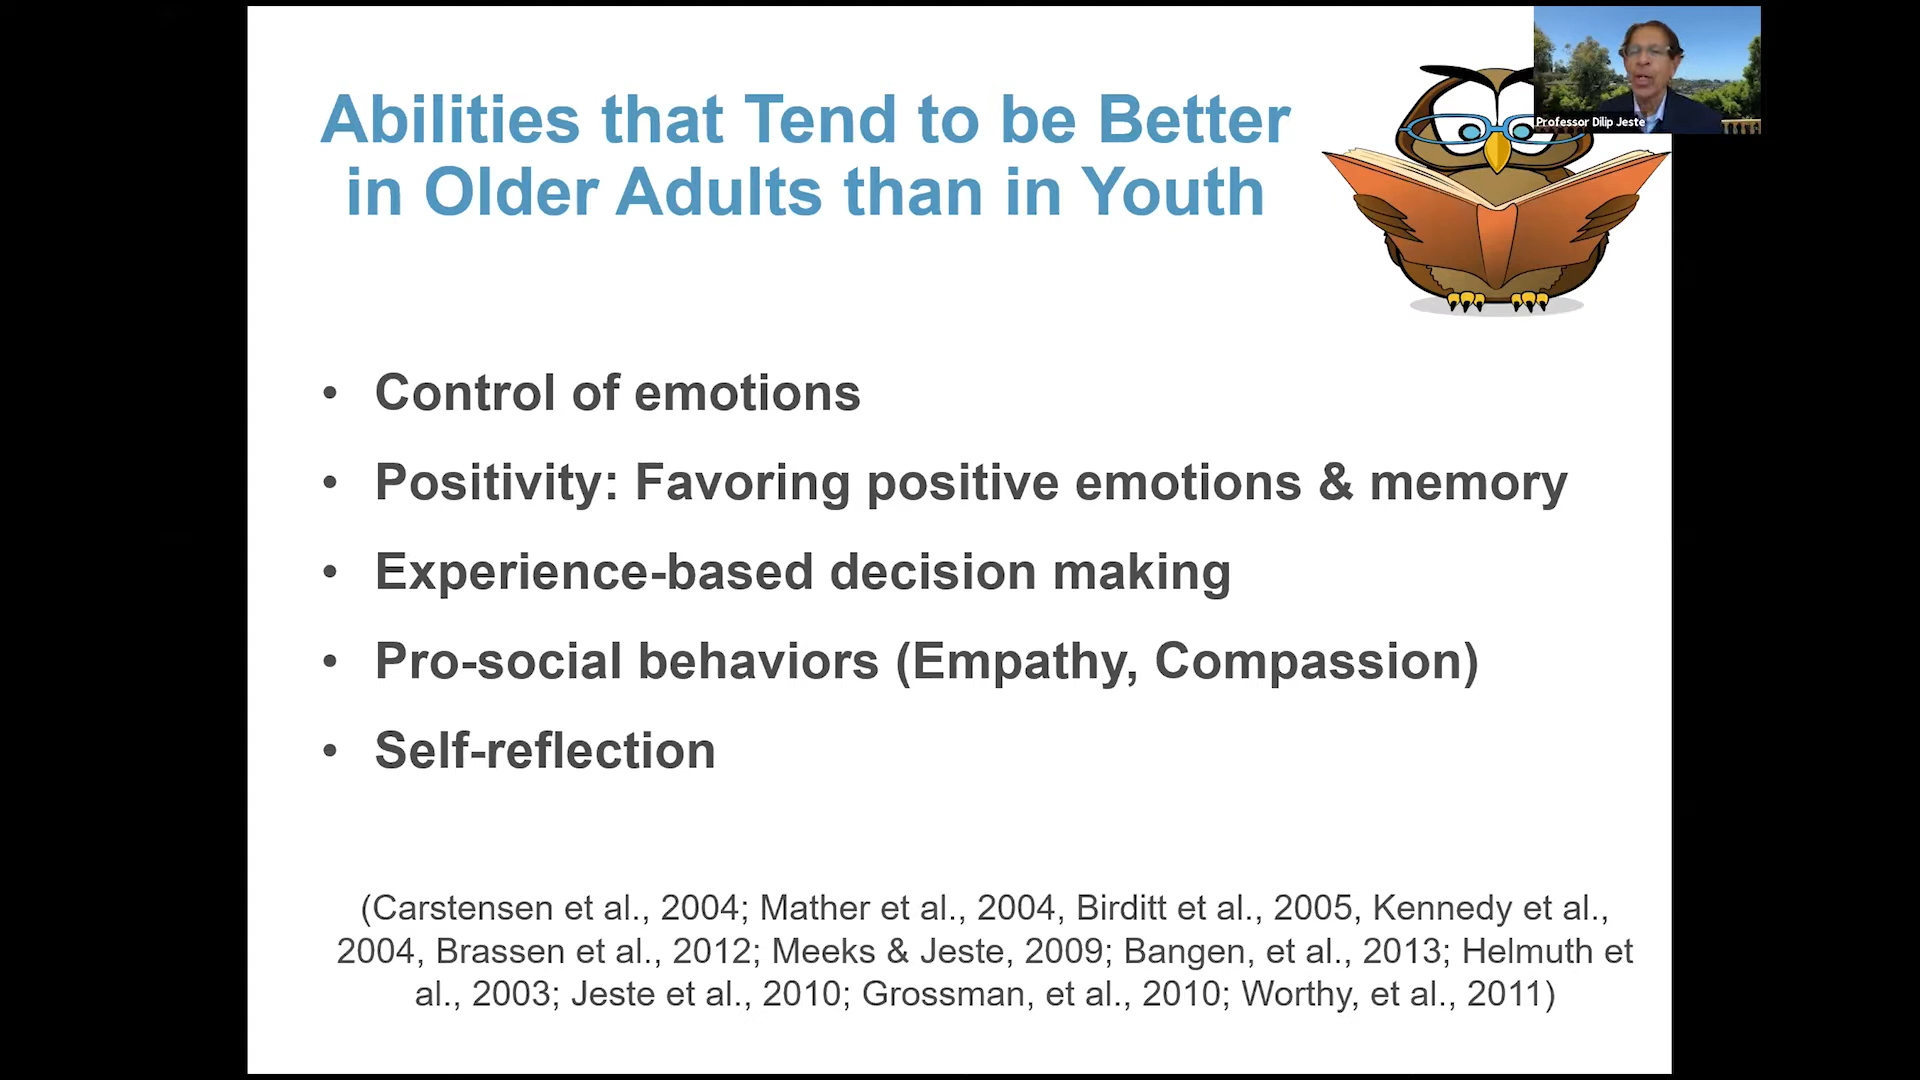 Abilities that Tend to be Better
in Older Adults than in Youth
Professor Dilip Jeste
• Control of emotions
• Positivity: Favoring positive emotions & memory
• Experience-based decision making
• Pro-social behaviors (Empathy, Compassion)
• Self-reflection
(Carstensen et al., 2004; Mather et al., 2004, Birditt et al., 2005, Kennedy et al.,
2004, Brassen et al., 2012; Meeks & Jeste, 2009; Bangen, et al., 2013; Helmuth et
al., 2003; Jeste et al., 2010; Grossman, et al., 2010; Worthy, et al., 2011)